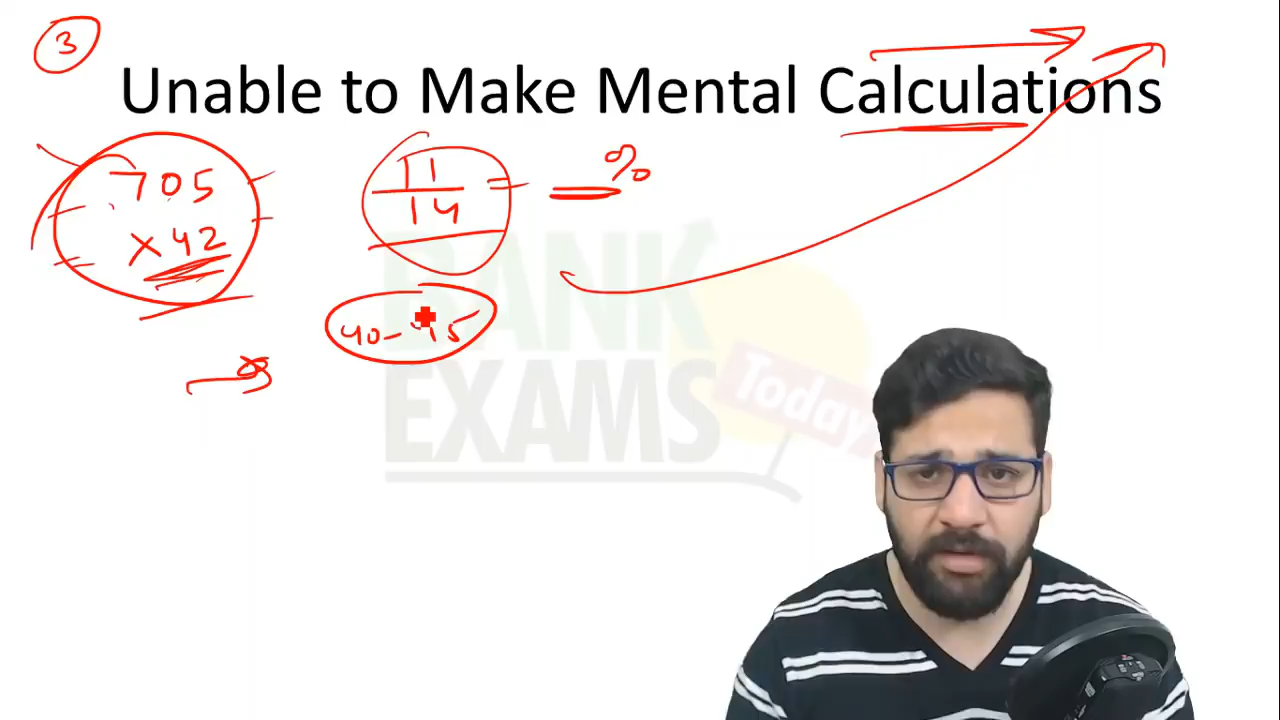 3
Unable to Make Mental Calculations
705
×42
11
14
%
40-45
BANK
EXAMS
Today